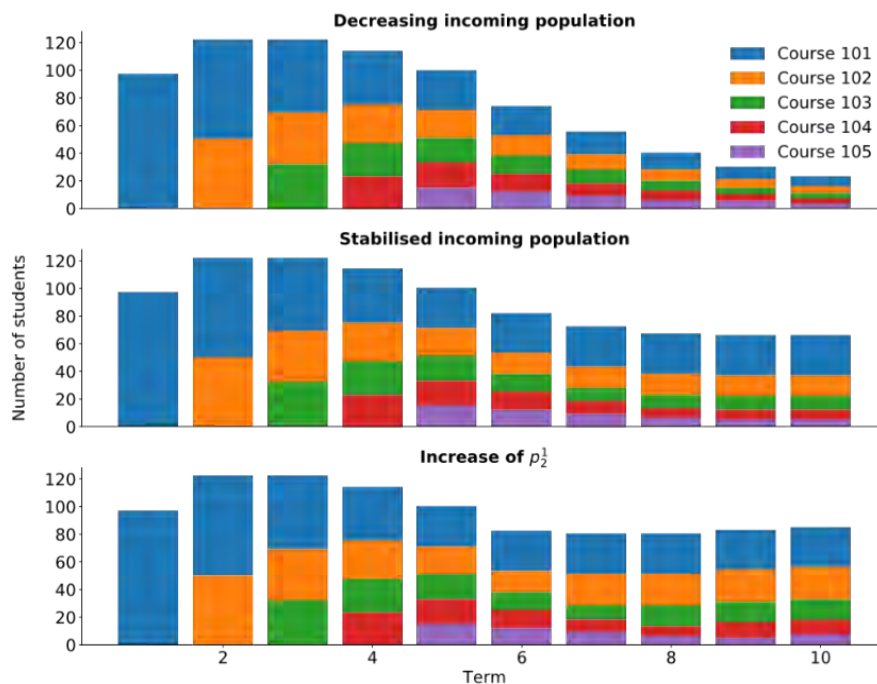 Decreasing incoming population
120
100
80
60
40
20
0
Course 101
Course 102
Course 103
Course 104
Course 105
Stabilised incoming population
120
100
80
60
40
20
0
Number of students
Increase of $p_2^1$
120
100
80
60
40
20
0
2 4 6 8 10
Term